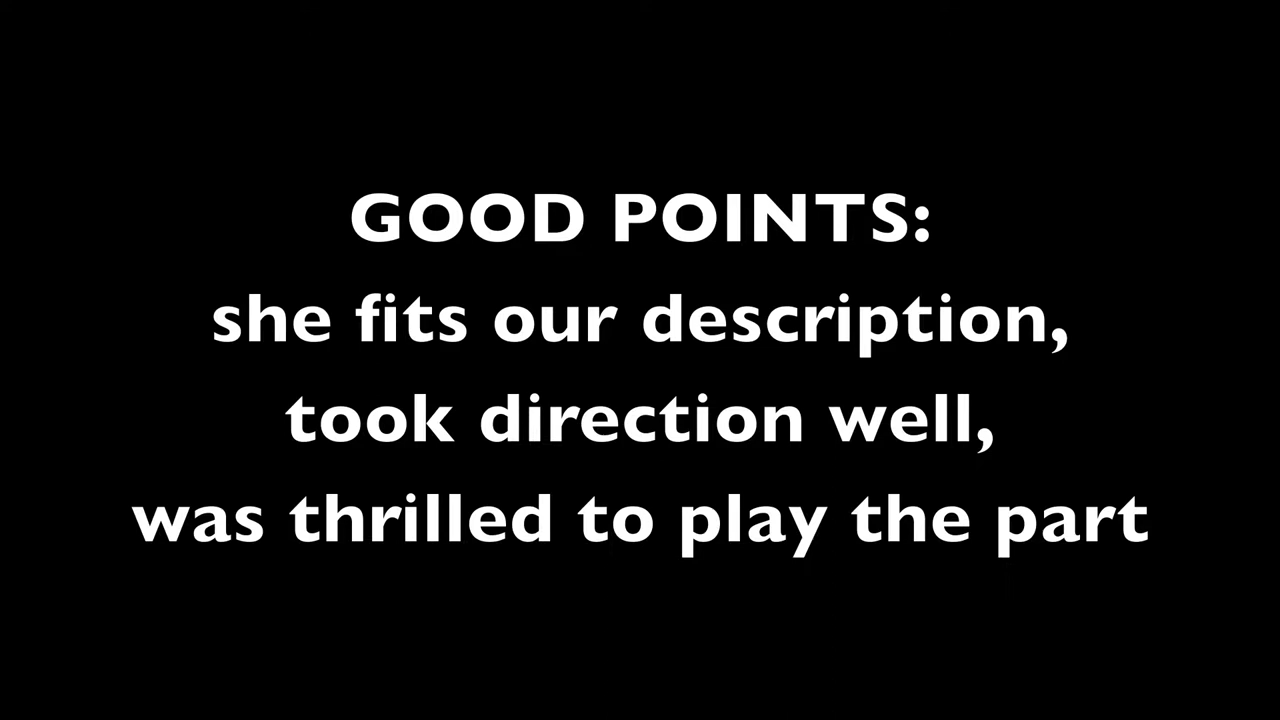 GOOD POINTS:
she fits our description,
took direction well,
was thrilled to play the part